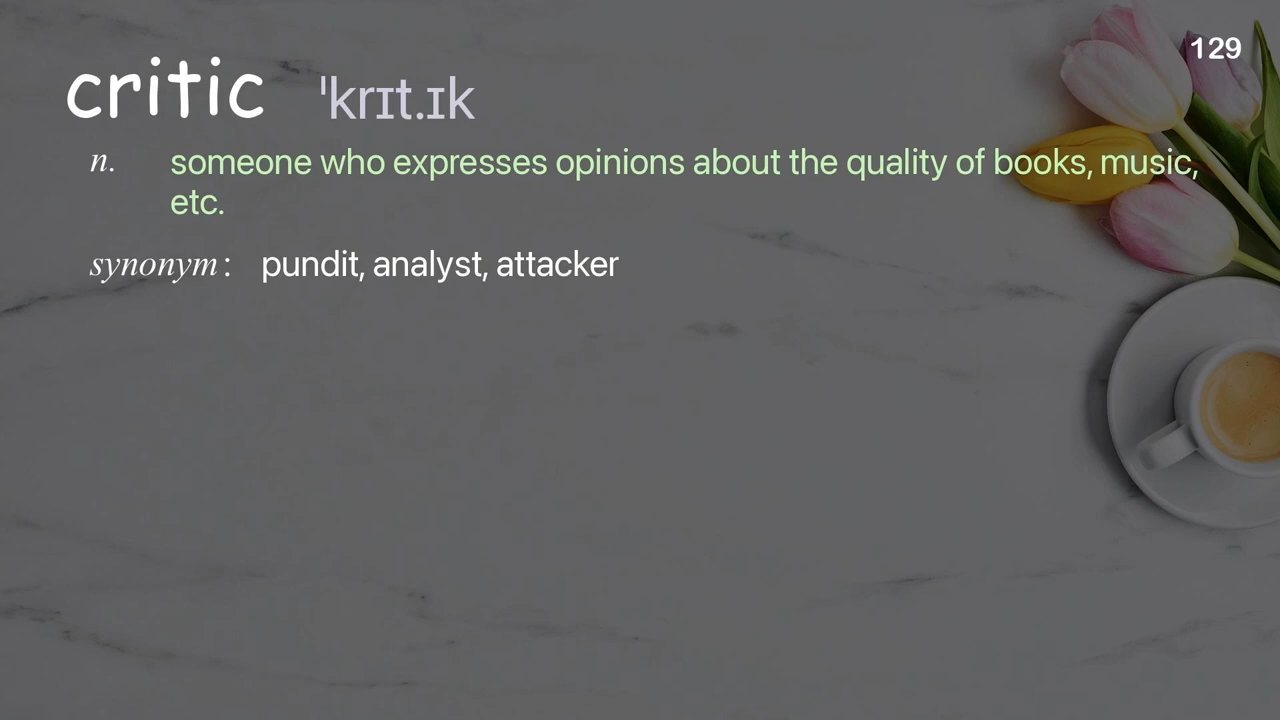 129
critic ˈkrɪt.ɪk
n. someone who expresses opinions about the quality of books, music,
etc.
synonym : pundit, analyst, attacker